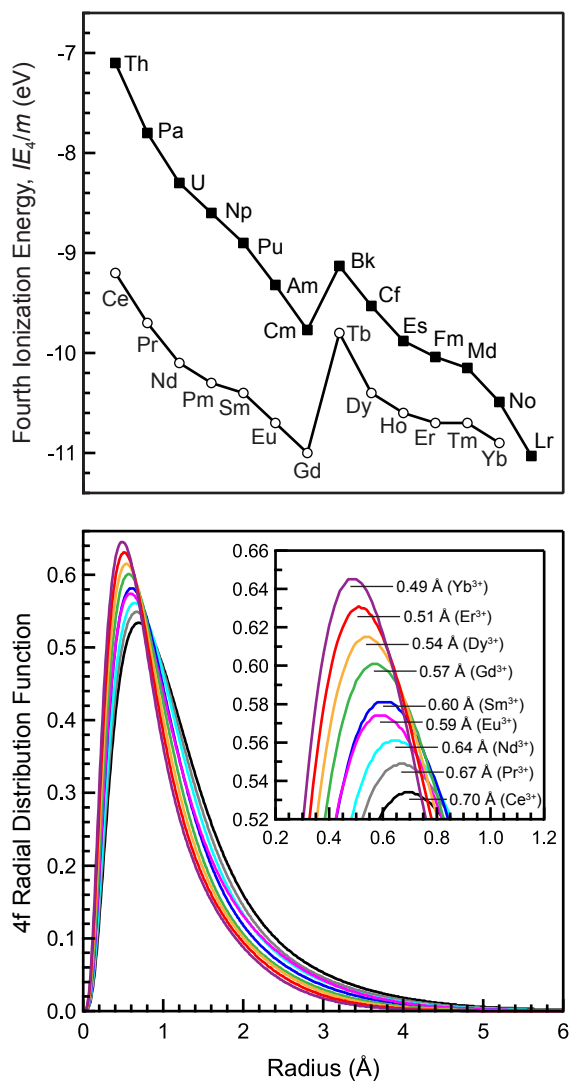 Fourth Ionization Energy, IE₄/m (eV)
-7
-8
-9
-10
-11
Th
Pa
U
Np
Pu
Am
Cm
Bk
Cf
Es
Fm
Md
No
Lr
Ce
Pr
Nd
Pm
Sm
Eu
Gd
Tb
Dy
Ho
Er
Tm
Yb
4f Radial Distribution Function
0.6
0.5
0.4
0.3
0.2
0.1
0.0
0 1 2 3 4 5 6
Radius (Å)
0.66
0.64
0.62
0.60
0.58
0.56
0.54
0.52
0.2 0.4 0.6 0.8 1.0 1.2
0.49 Å (Yb³⁺)
0.51 Å (Er³⁺)
0.54 Å (Dy³⁺)
0.57 Å (Gd³⁺)
0.60 Å (Sm³⁺)
0.59 Å (Eu³⁺)
0.64 Å (Nd³⁺)
0.67 Å (Pr³⁺)
0.70 Å (Ce³⁺)